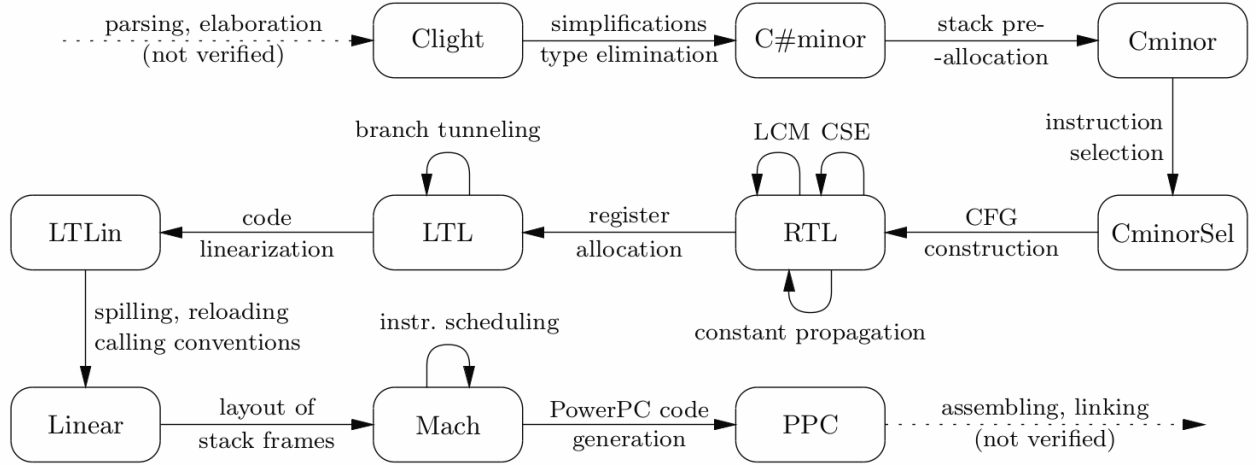 parsing, elaboration
(not verified)
Clight
simplifications
type elimination
C#minor
stack pre-
-allocation
Cminor
instruction
selection
CminorSel
CFG
construction
LCM CSE
RTL
constant propagation
register
allocation
branch tunneling
LTL
code
linearization
LTLin
spilling, reloading
calling conventions
Linear
layout of
stack frames
instr. scheduling
Mach
PowerPC code
generation
PPC
assembling, linking
(not verified)